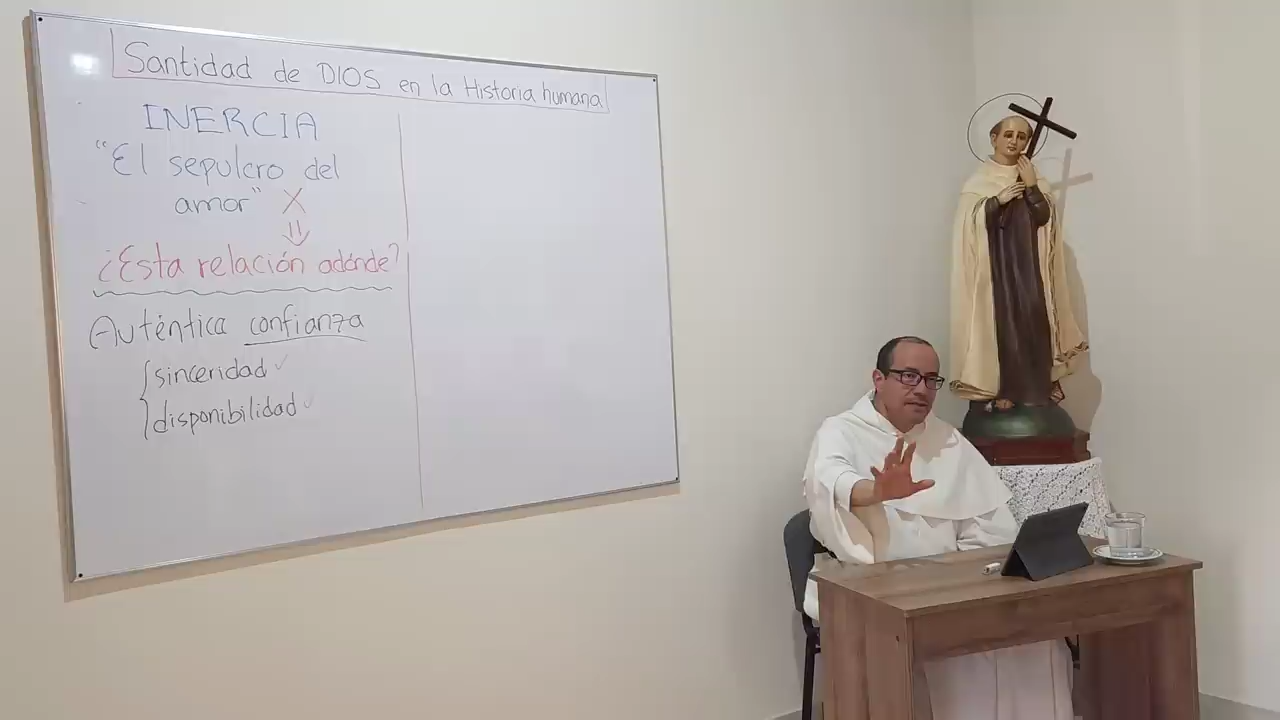 Santidad de DIOS en la Historia humana
INERCIA
"El sepulcro del
amor" X
¿Esta relación adónde?
Auténtica confianza
sinceridad ✓
disponibilidad ✓